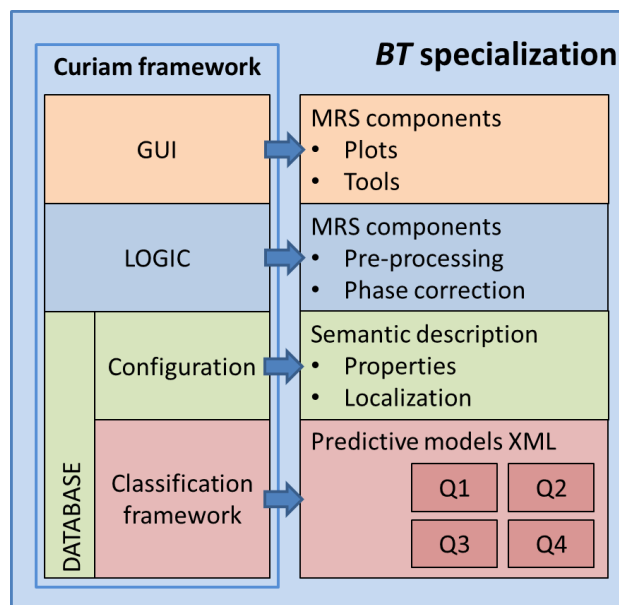 Curiam framework
BT specialization
GUI
MRS components
• Plots
• Tools
LOGIC
MRS components
• Pre-processing
• Phase correction
DATABASE
Configuration
Semantic description
• Properties
• Localization
Classification
framework
Predictive models XML
Q1 Q2
Q3 Q4